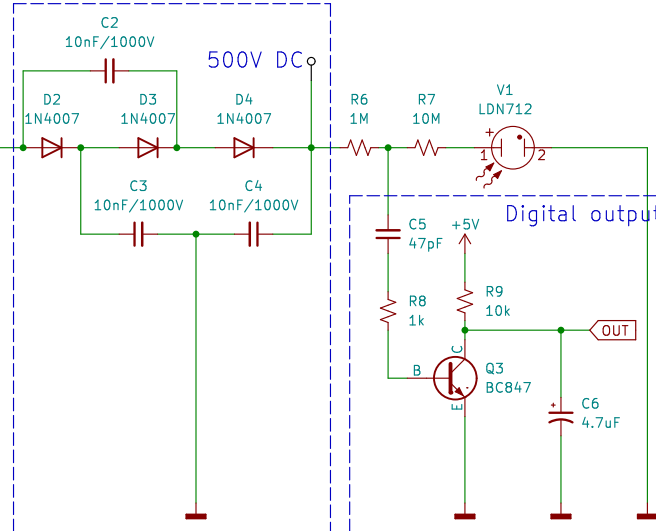 C2
10nF/1000V
500V DC
D2
1N4007
D3
1N4007
D4
1N4007
R6
1M
R7
10M
V1
LDN712
+
1
2
C3
10nF/1000V
C4
10nF/1000V
Digital output
C5
47pF
+5V
R8
1k
R9
10k
OUT
C
B
E
Q3
BC847
+
C6
4.7uF